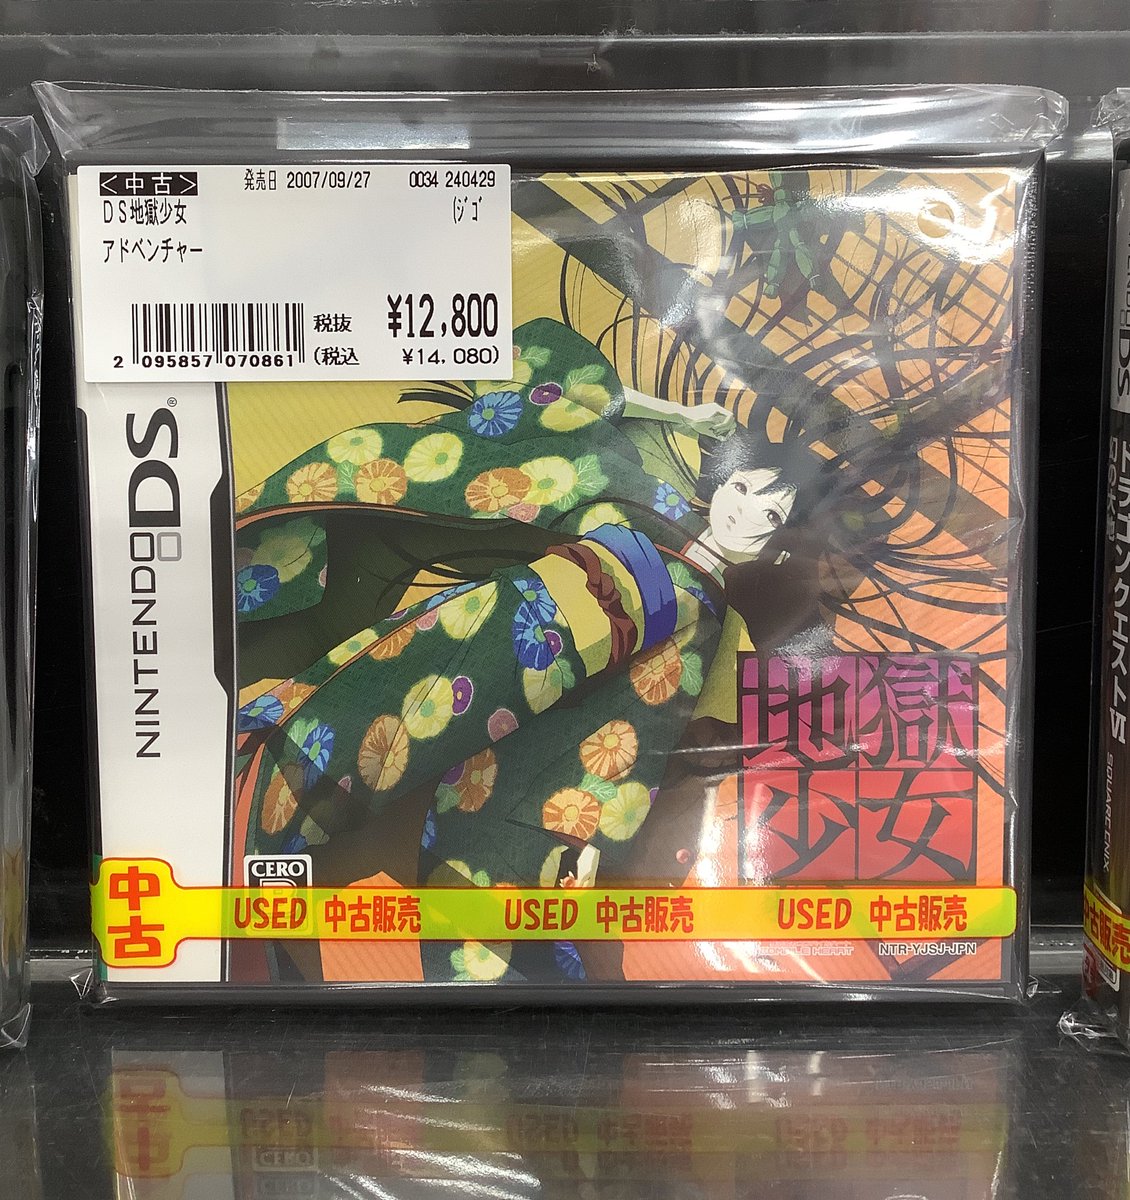 <中古> 発売日 2007/09/27 0034 240429
DS地獄少女 (ジゴ
アドベンチャー
税抜 ¥12,800
(税込 ¥14,080)
2 095857 070861
NINTENDO DS®
地獄
少女
CERO
中古
USED 中古販売 USED 中古販売 USED 中古販売
COMPILE HEART NTR-YJSJ-JPN
DS
ドラゴンクエストVI
SQUARE ENIX
中古販売